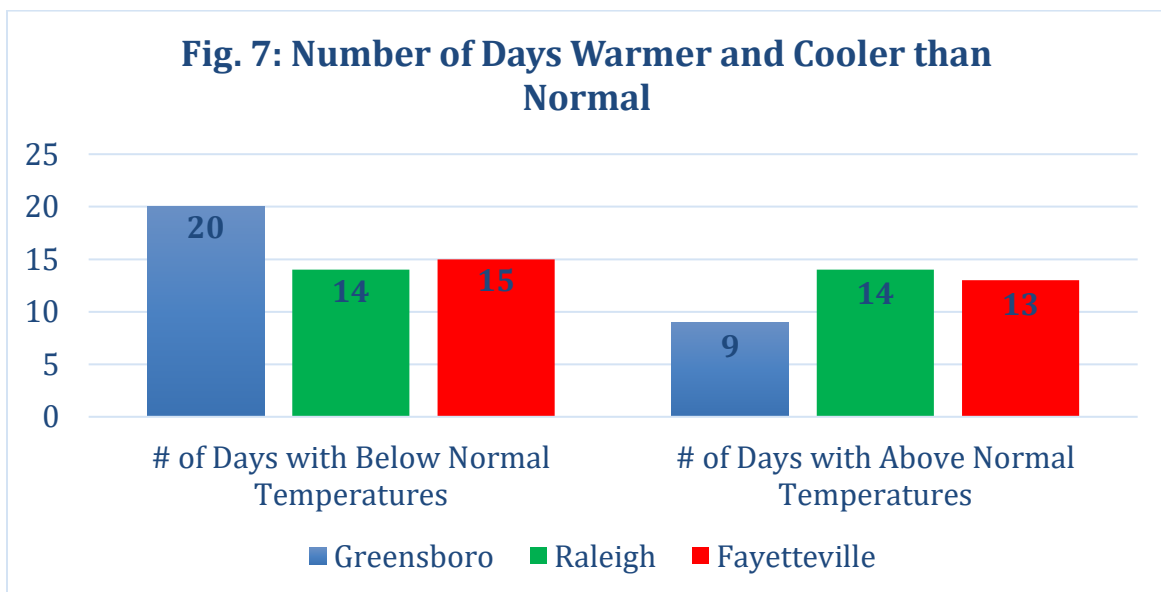 Fig. 7: Number of Days Warmer and Cooler than
Normal
25
20
15
10
5
0
20
14
15
9
14
13
# of Days with Below Normal
Temperatures
# of Days with Above Normal
Temperatures
Greensboro
Raleigh
Fayetteville